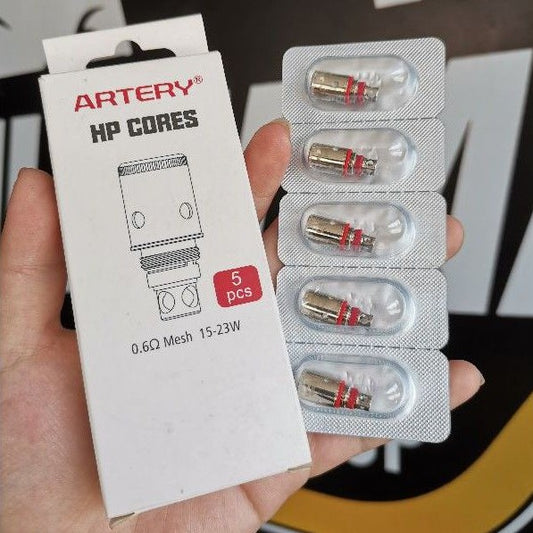 ARTERY®
HP CORES
5
pcs
0.6Ω Mesh 15-23W